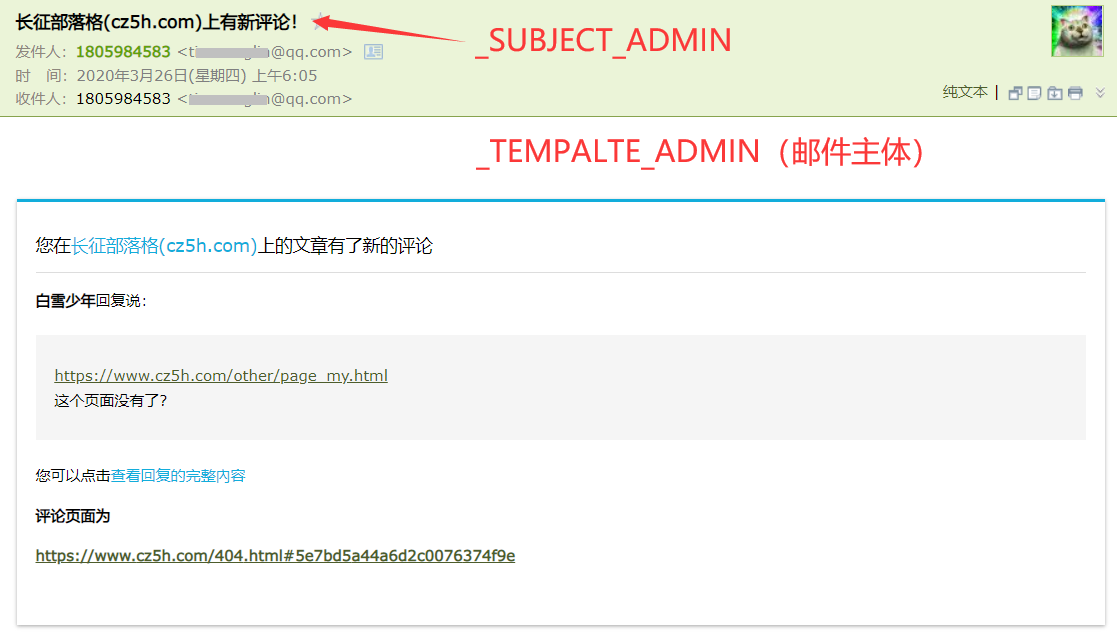 长征部落格(cz5h.com)上有新评论!
_SUBJECT_ADMIN
发件人：1805984583 <ti @qq.com>
时 间：2020年3月26日(星期四) 上午6:05
收件人：1805984583 < @qq.com>
纯文本 |
_TEMPALTE_ADMIN（邮件主体）
您在长征部落格(cz5h.com)上的文章有了新的评论
白雪少年回复说：
https://www.cz5h.com/other/page_my.html
这个页面没有了？
您可以点击查看回复的完整内容
评论页面为
https://www.cz5h.com/404.html#5e7bd5a44a6d2c0076374f9e